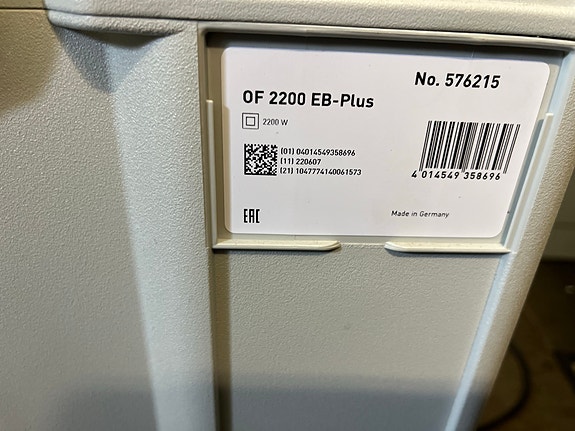 No. 576215
OF 2200 EB-Plus
2200 W
(01) 04014549358696
(11) 220607
(21) 1047774140061573
4 014549 358696
EAC
Made in Germany